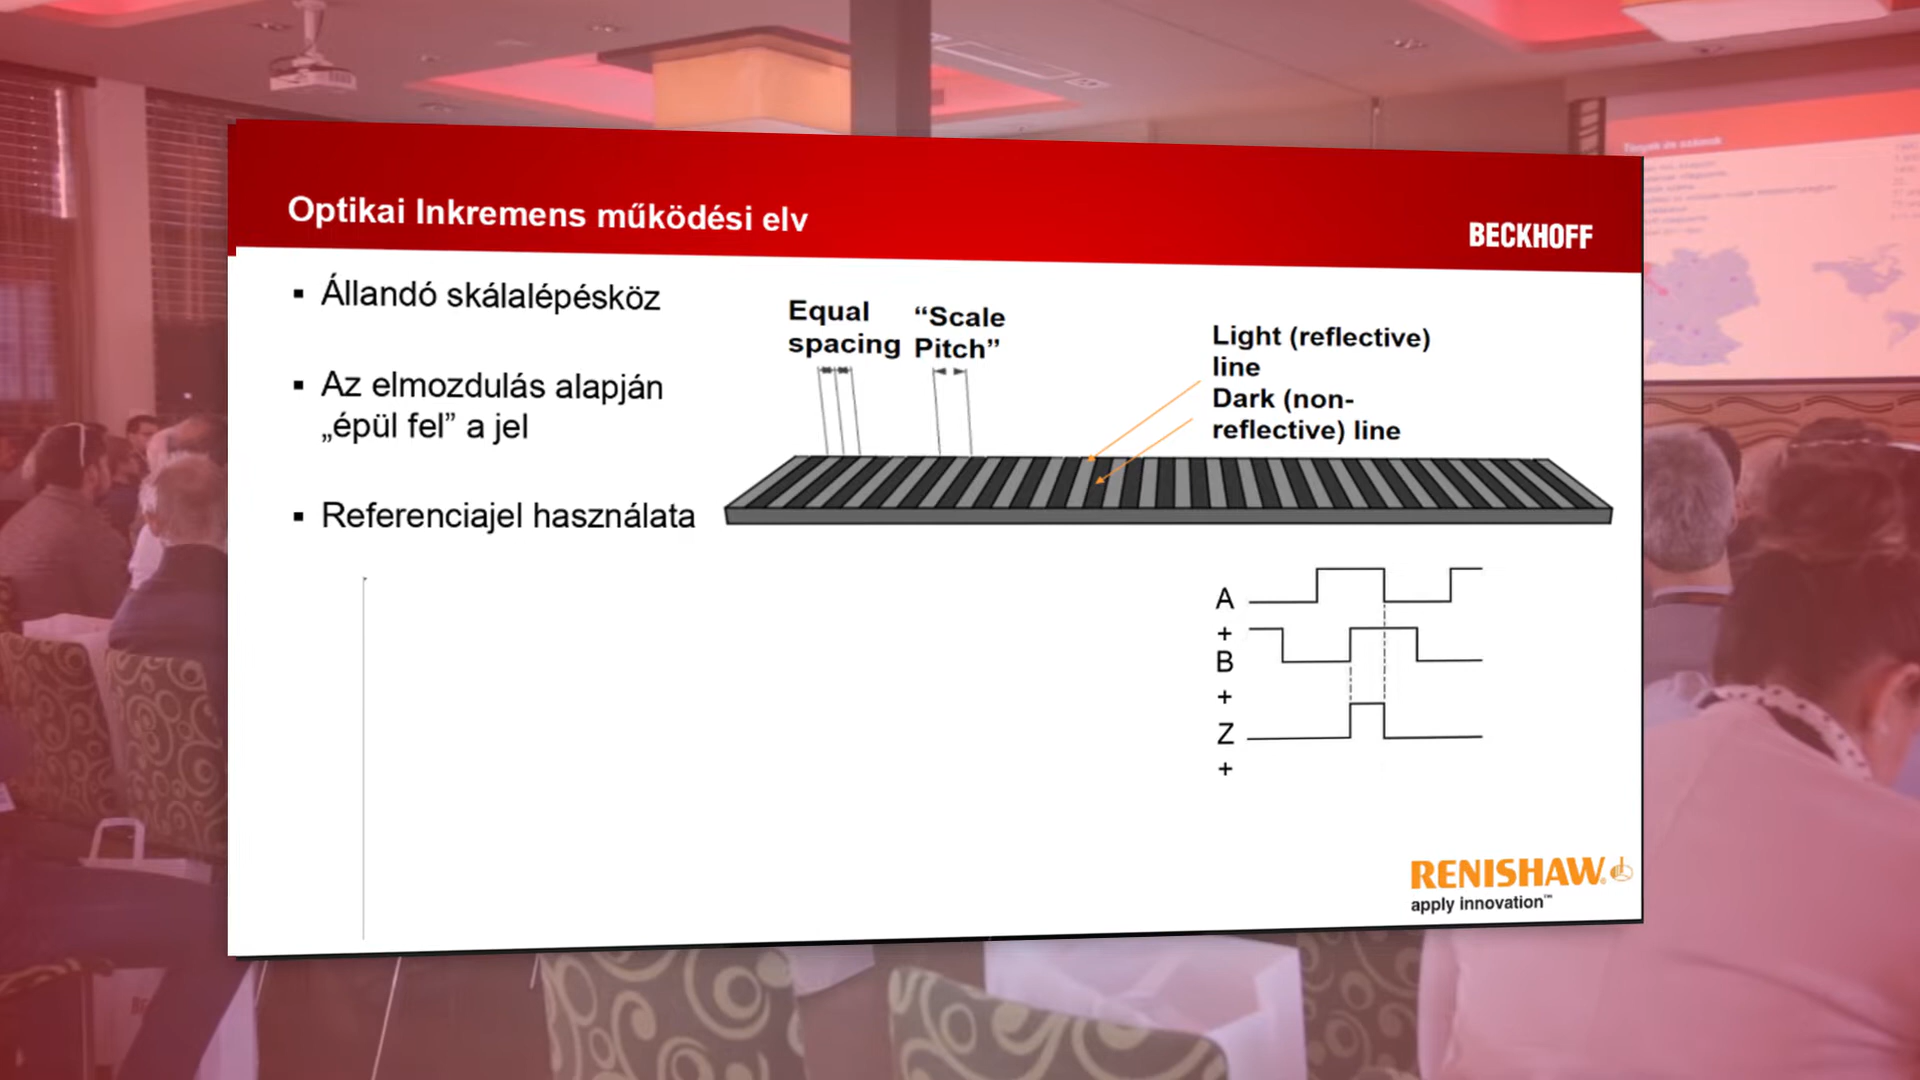 Optikai Inkremens működési elv
BECKHOFF
▪ Állandó skálalépésköz
▪ Az elmozdulás alapján
„épül fel” a jel
▪ Referenciajel használata
Equal
spacing
“Scale
Pitch”
Light (reflective)
line
Dark (non-
reflective) line
A
+
B
+
Z
+
RENISHAW
apply innovation™